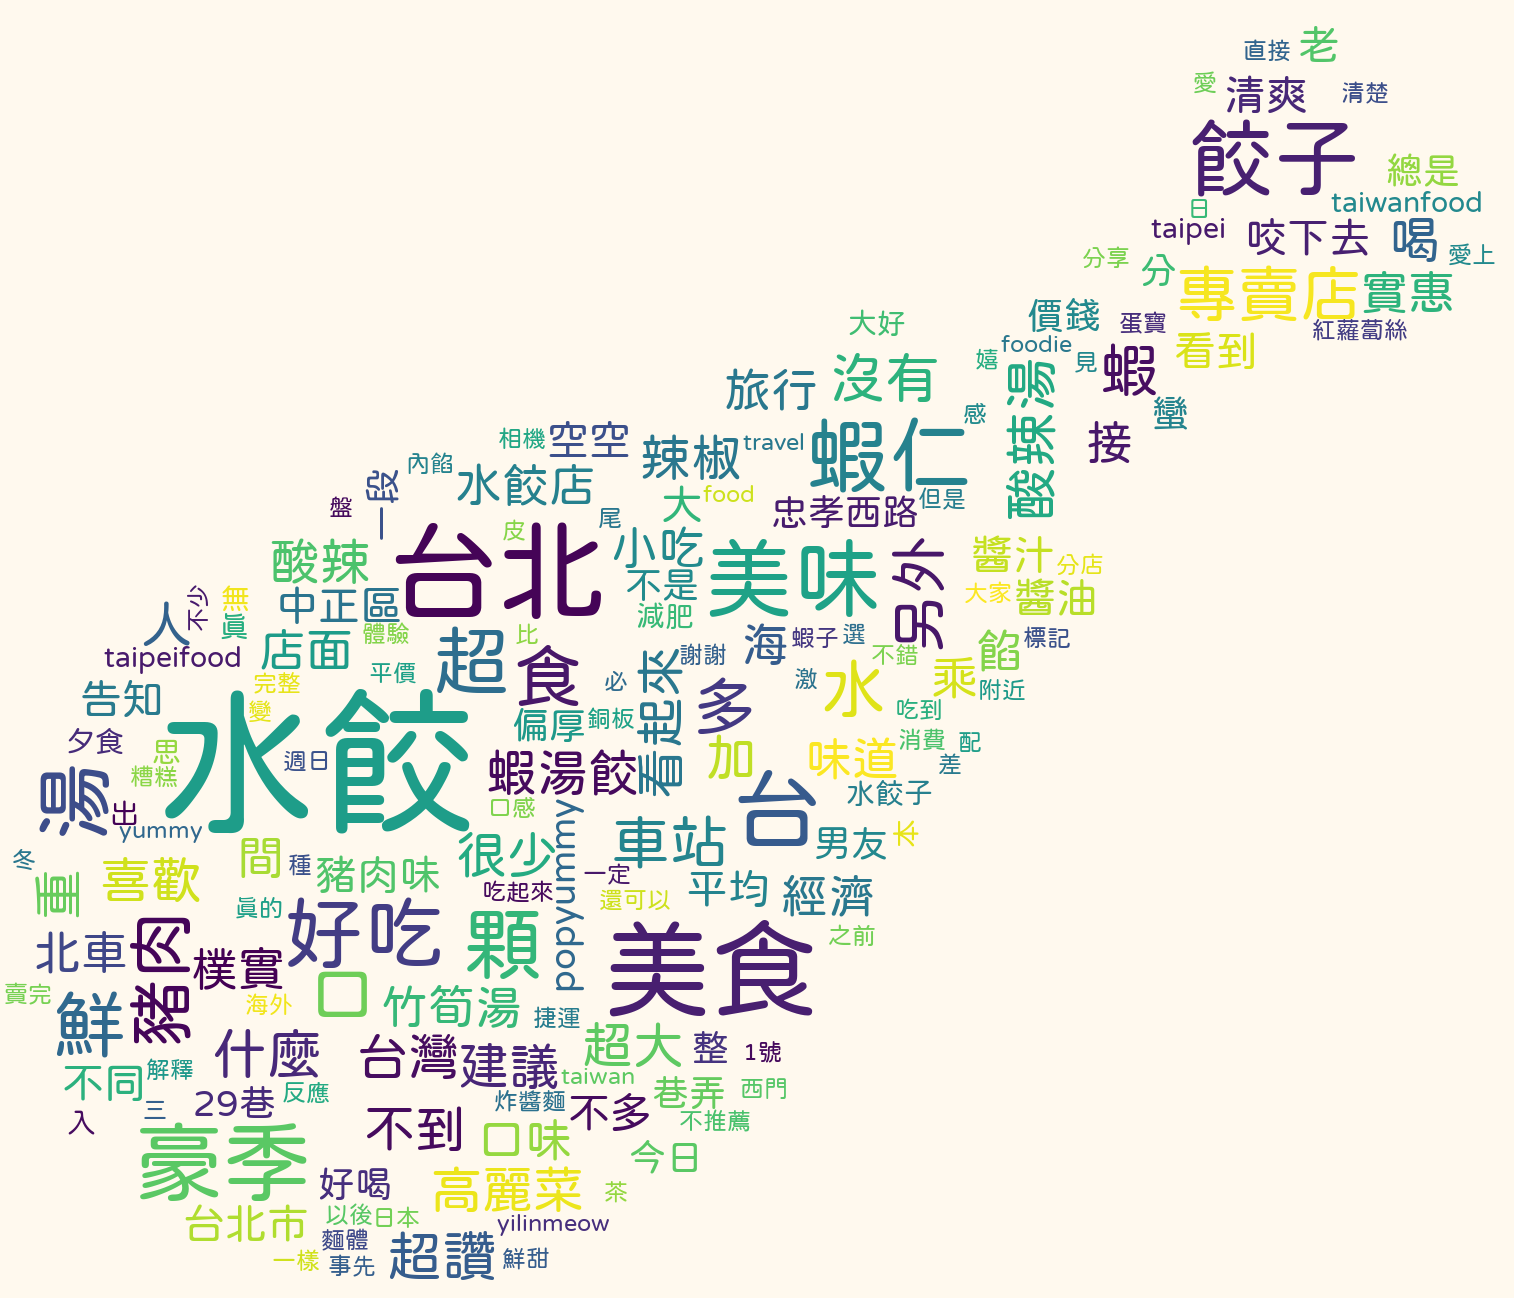 直接
老
愛
清爽
清楚
餃子
總是
日
taiwanfood
taipei
咬下去
喝
愛上
分享
分
專賣店
實惠
價錢
蛋寶
紅蘿蔔絲
大好
foodie
看到
嬉
見
蝦
沒有
旅行
酸辣湯
蠻
感
接
相機
空空
辣椒
travel
蝦仁
內餡
水餃店
一段
大
food
忠孝西路
但是
盤
尾
皮
台北
小吃
美味
另外
醬汁
分店
酸辣
不是
大家
醬油
不少
無
中正區
減肥
人
眞
店面
體驗
超
比
海
蝦子
選
餡
標記
taipeifood
平價
食
謝謝
不錯
完整
必
激
水
乘
附近
告知
變
偏厚
銅板
看起來
多
吃到
夕食
思
水餃
週日
加
味道
消費
配
糟糕
蝦湯餃
差
湯
出
口感
台
水餃子
yummy
popyummy
車站
男友
本
冬
喜歡
間
種
豬肉味
很少
一定
平均
經濟
重
吃起來
還可以
眞的
好吃
顆
美食
之前
北車
豬肉
樸實
口
賣完
鮮
海外
竹筍湯
捷運
什麼
台灣
建議
超大
整
1號
不同
解釋
taiwan
29巷
反應
炸醬麵
巷弄
西門
入
三
不到
不多
不推薦
豪季
口味
今日
好喝
高麗菜
茶
台北市
以後
日本
yilinmeow
麵體
超讚
鮮甜
一樣
事先